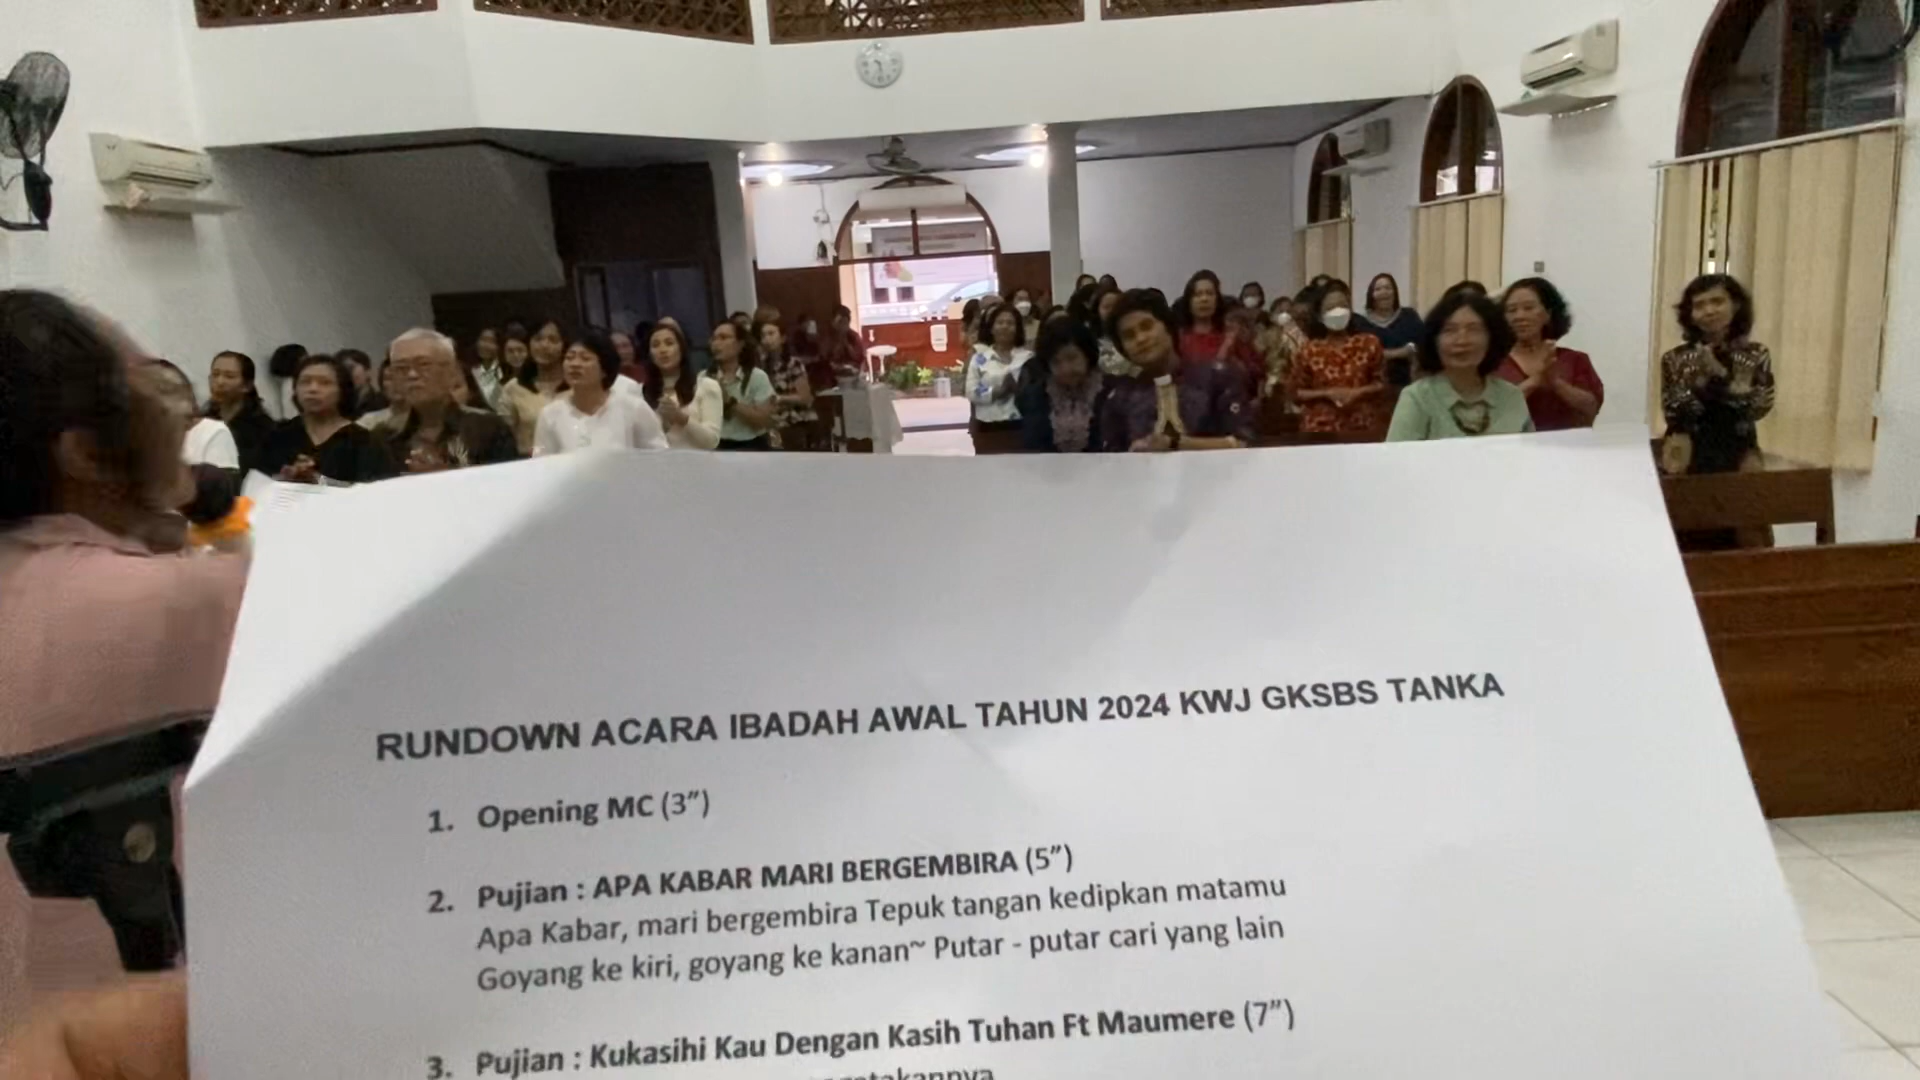 RUNDOWN ACARA IBADAH AWAL TAHUN 2024 KWJ GKSBS TANKA
1. Opening MC (3")
2. Pujian : APA KABAR MARI BERGEMBIRA (5")
Apa Kabar, mari bergembira Tepuk tangan kedipkan matamu
Goyang ke kiri, goyang ke kanan~ Putar - putar cari yang lain
3. Pujian : Kukasihi Kau Dengan Kasih Tuhan Ft Maumere (7")